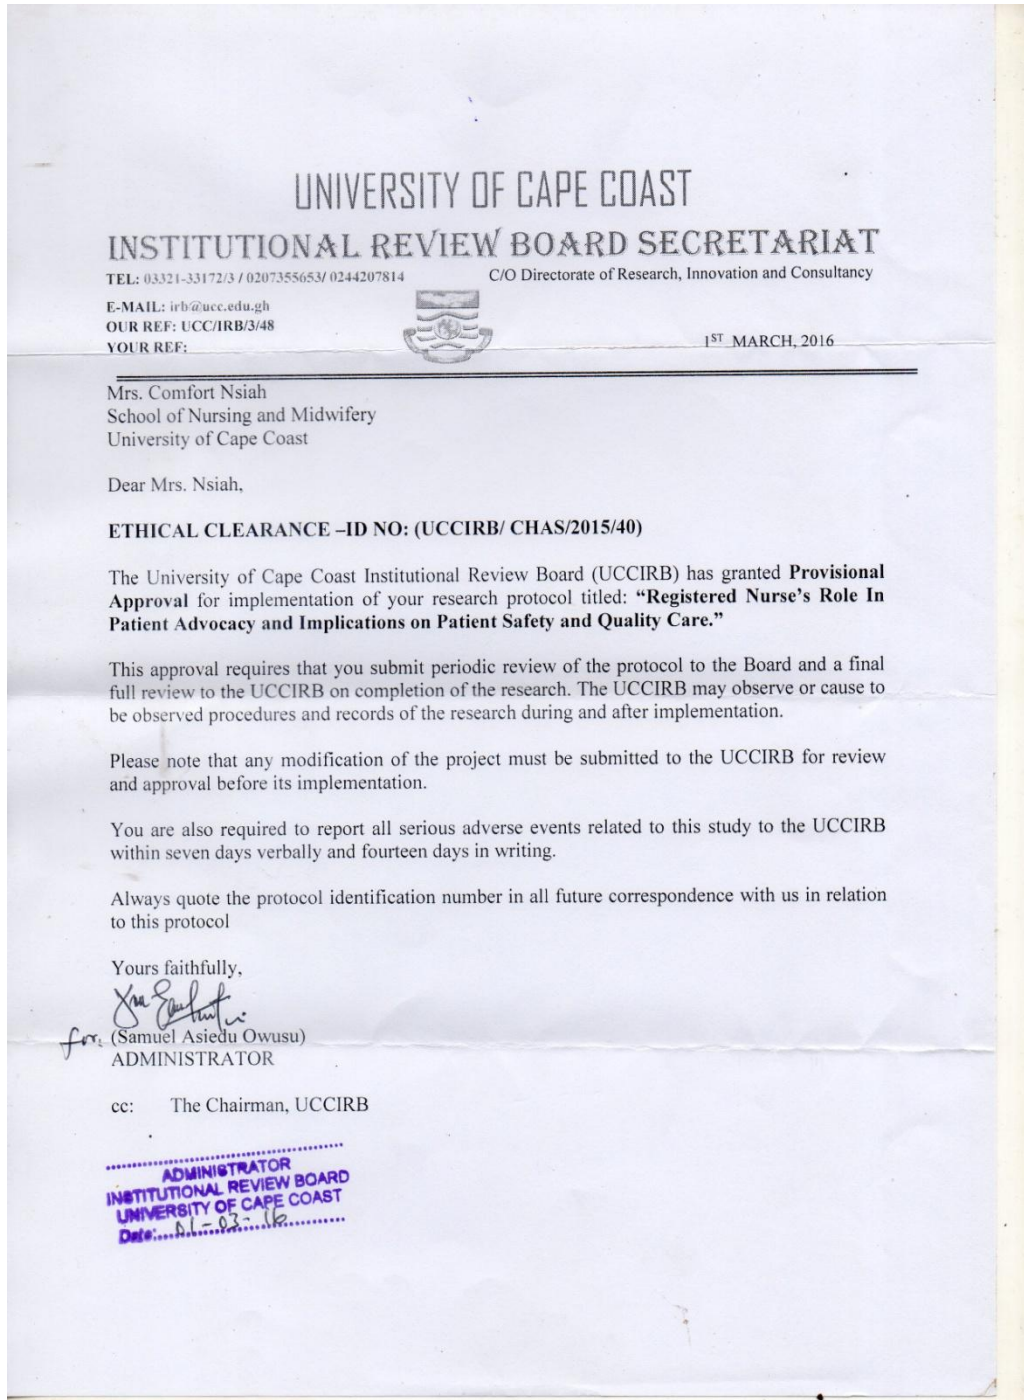 UNIVERSITY OF CAPE COAST
INSTITUTIONAL REVIEW BOARD SECRETARIAT
TEL: 03321-33172/3 / 0207355653/ 0244207814
C/O Directorate of Research, Innovation and Consultancy
E-MAIL: irb@ucc.edu.gh
OUR REF: UCC/IRB/3/48
YOUR REF:
1ST MARCH, 2016
Mrs. Comfort Nsiah
School of Nursing and Midwifery
University of Cape Coast
Dear Mrs. Nsiah,
ETHICAL CLEARANCE –ID NO: (UCCIRB/ CHAS/2015/40)
The University of Cape Coast Institutional Review Board (UCCIRB) has granted Provisional
Approval for implementation of your research protocol titled: “Registered Nurse’s Role In
Patient Advocacy and Implications on Patient Safety and Quality Care.”
This approval requires that you submit periodic review of the protocol to the Board and a final
full review to the UCCIRB on completion of the research. The UCCIRB may observe or cause to
be observed procedures and records of the research during and after implementation.
Please note that any modification of the project must be submitted to the UCCIRB for review
and approval before its implementation.
You are also required to report all serious adverse events related to this study to the UCCIRB
within seven days verbally and fourteen days in writing.
Always quote the protocol identification number in all future correspondence with us in relation
to this protocol
Yours faithfully,
for: (Samuel Asiedu Owusu)
ADMINISTRATOR
cc: The Chairman, UCCIRB
ADMINISTRATOR
INSTITUTIONAL REVIEW BOARD
UNIVERSITY OF CAPE COAST
Date:....01-03-16..........